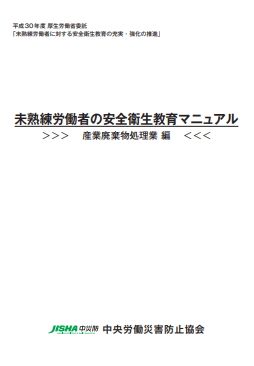 平成30年度 厚生労働省委託
「未熟練労働者に対する安全衛生教育の充実・強化の推進」
未熟練労働者の安全衛生教育マニュアル
>>> 産業廃棄物処理業 編 <<<
JISHA 中災防 中央労働災害防止協会